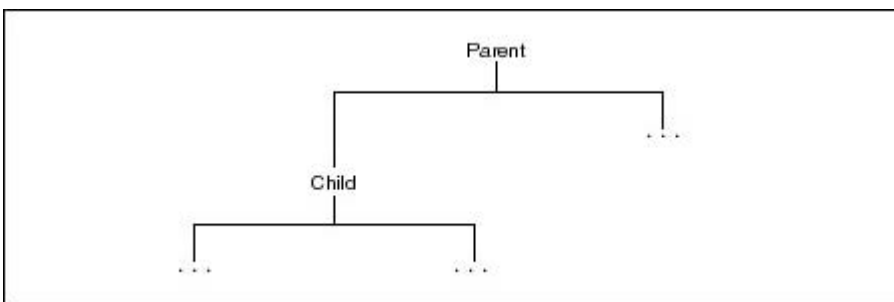 Parent
. . .
Child
. . . . . .